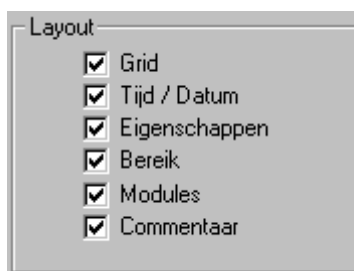 Layout
Grid
Tijd / Datum
Eigenschappen
Bereik
Modules
Commentaar